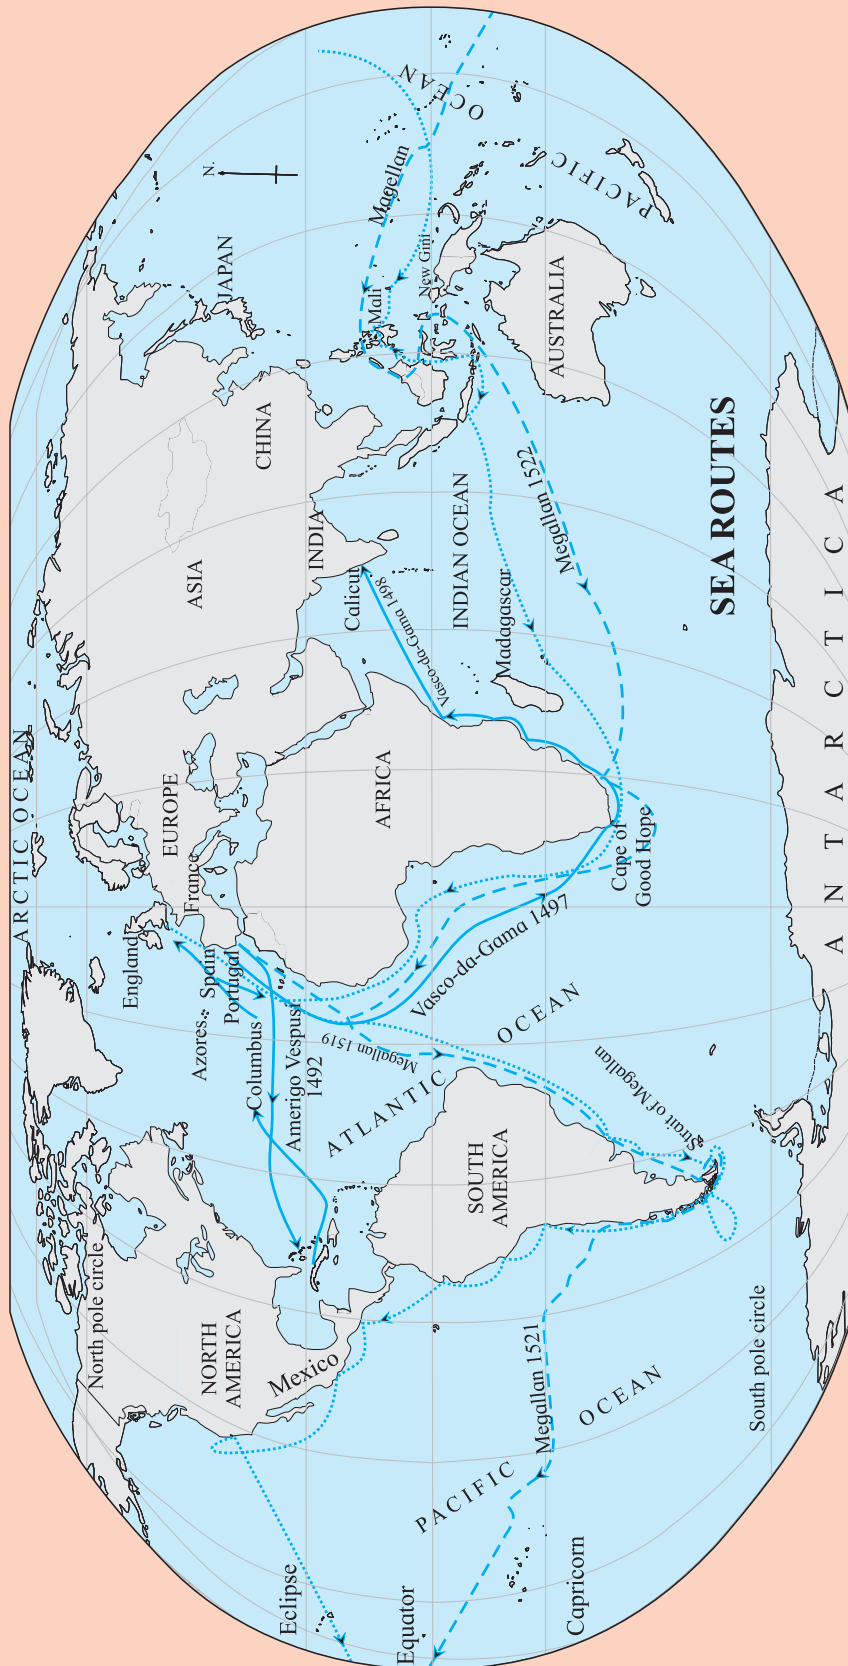 SEA ROUTES
ARCTIC OCEAN
North pole circle
NORTH
AMERICA
Mexico
Eclipse
Equator
Capricorn
PACIFIC
OCEAN
Megallan 1521
South pole circle
SOUTH
AMERICA
Strait of Megallan
ATLANTIC
OCEAN
Megallan 1519
Azores
Columbus
Amerigo Vespusi
1492
England
France
Spain
Portugal
EUROPE
AFRICA
Vasco-da-Gama 1497
Cape of
Good Hope
Madagascar
Vasco-da-Gama 1498
Calicut
INDIA
ASIA
CHINA
JAPAN
INDIAN OCEAN
Megallan 1522
Mali
New Gini
Magellan
AUSTRALIA
PACIFIC
OCEAN
N.
ANTARCTICA